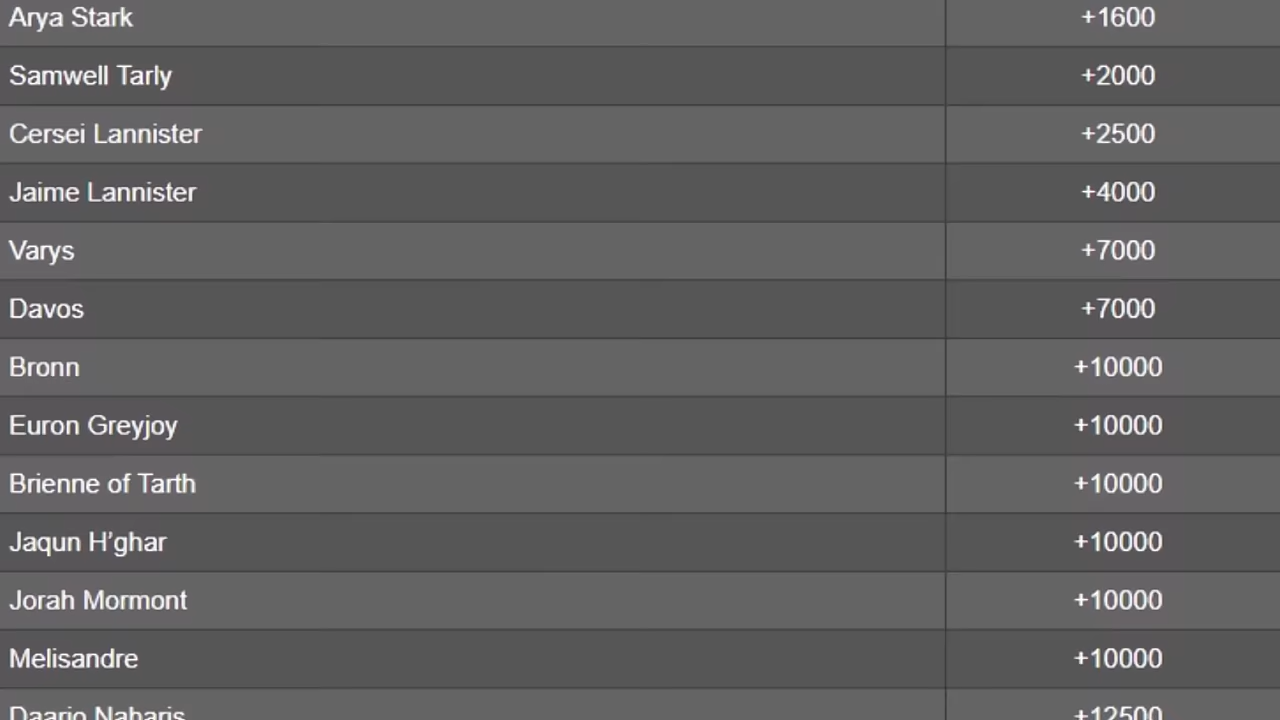 Arya Stark +1600
Samwell Tarly +2000
Cersei Lannister +2500
Jaime Lannister +4000
Varys +7000
Davos +7000
Bronn +10000
Euron Greyjoy +10000
Brienne of Tarth +10000
Jaqun H’ghar +10000
Jorah Mormont +10000
Melisandre +10000
Daario Naharis +12500